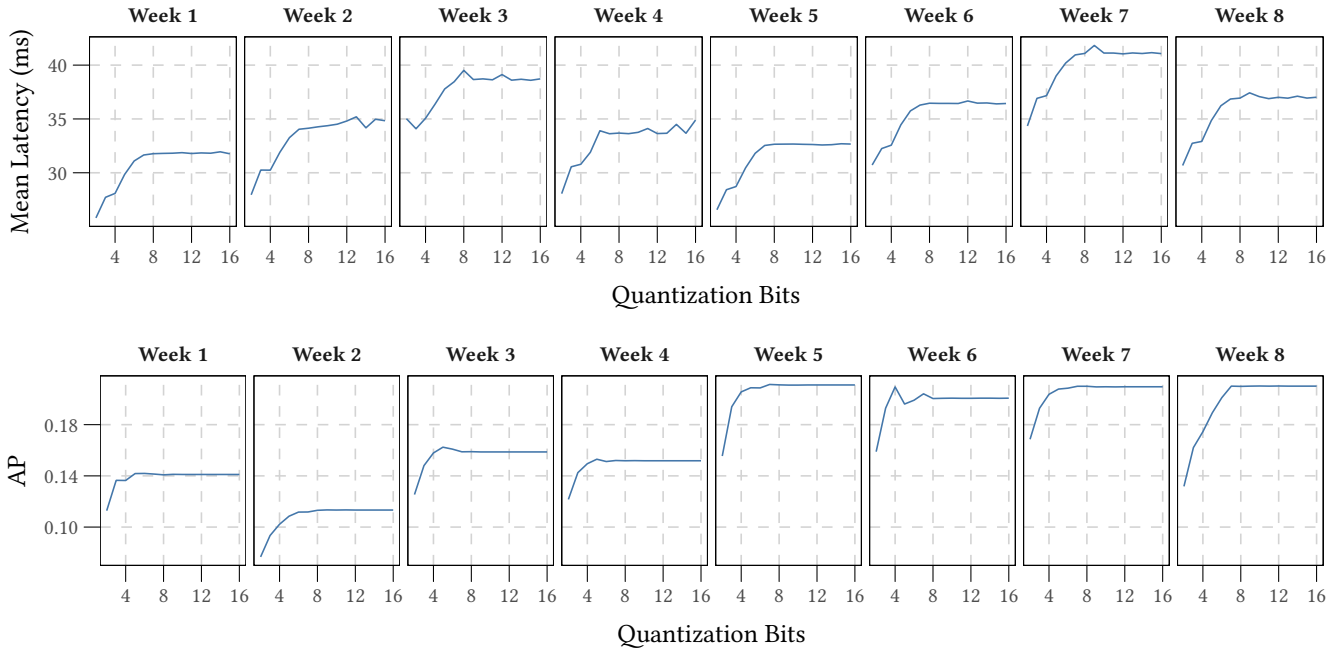 Week 1 Week 2 Week 3 Week 4 Week 5 Week 6 Week 7 Week 8
Mean Latency (ms)
40
35
30
4 8 12 16 4 8 12 16 4 8 12 16 4 8 12 16 4 8 12 16 4 8 12 16 4 8 12 16 4 8 12 16
Quantization Bits
Week 1 Week 2 Week 3 Week 4 Week 5 Week 6 Week 7 Week 8
AP
0.18
0.14
0.10
4 8 12 16 4 8 12 16 4 8 12 16 4 8 12 16 4 8 12 16 4 8 12 16 4 8 12 16 4 8 12 16
Quantization Bits